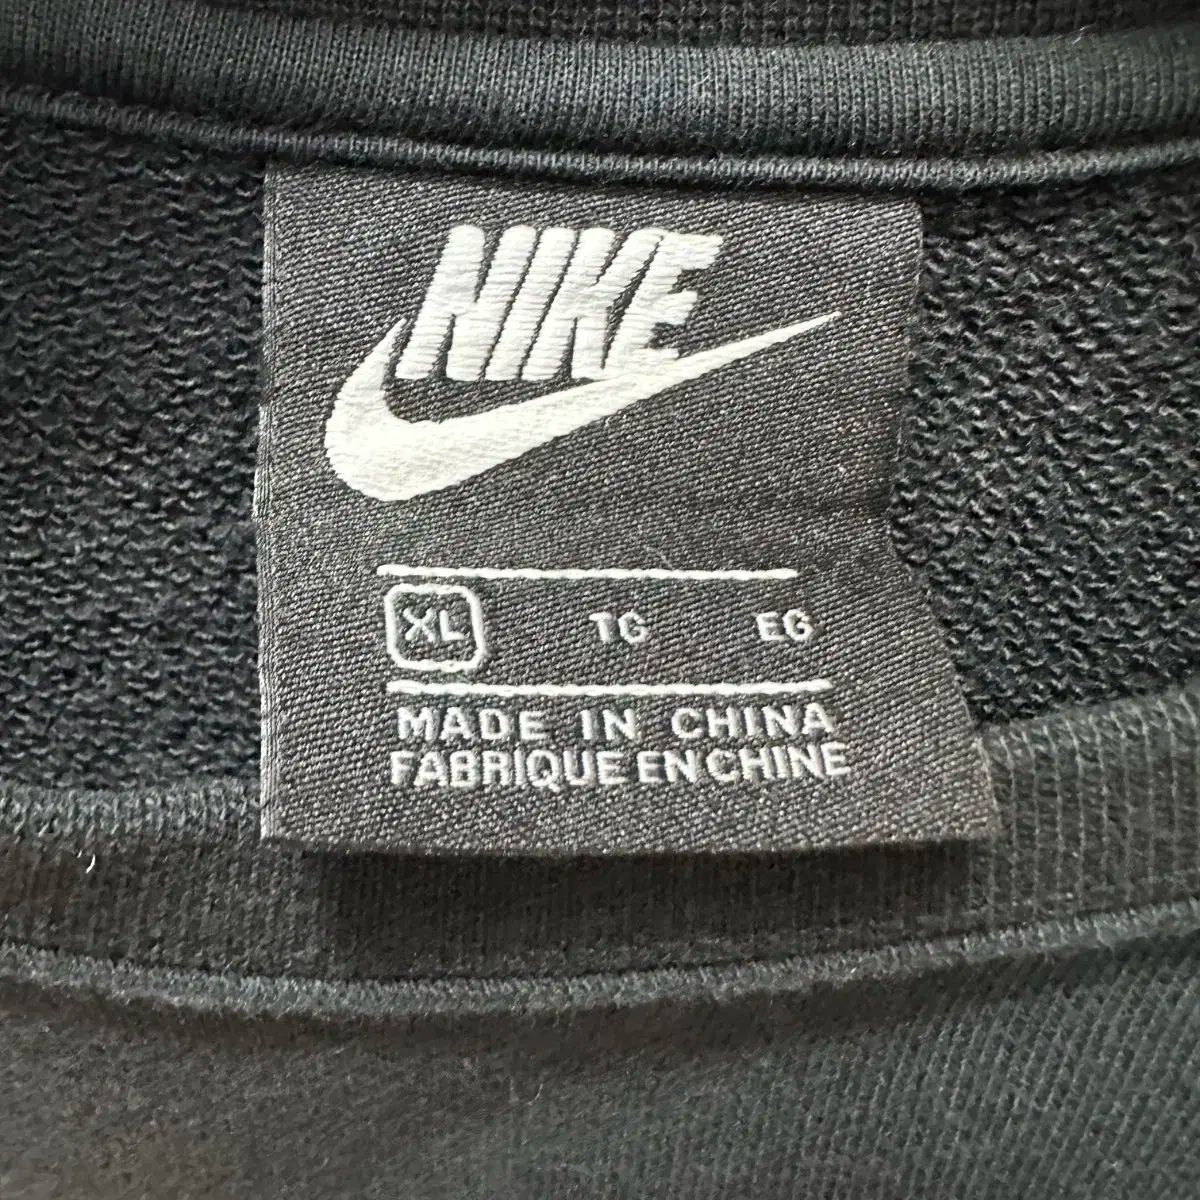 NIKE
XL TG EG
MADE IN CHINA
FABRIQUE EN CHINE